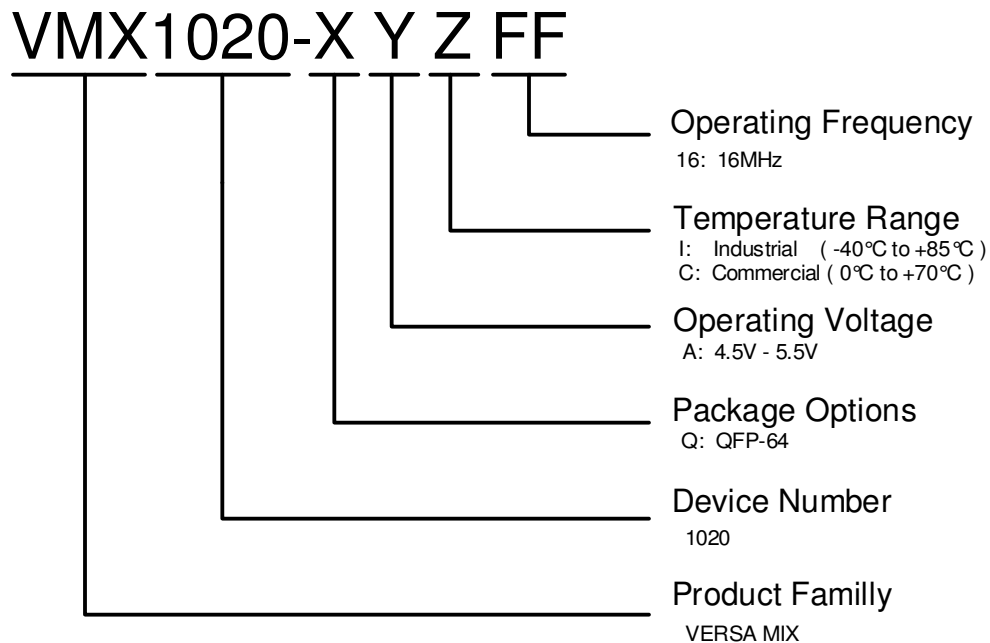 VMX1020-X Y Z FF
Operating Frequency
16: 16MHz
Temperature Range
I: Industrial ( -40°C to +85°C )
C: Commercial ( 0°C to +70°C )
Operating Voltage
A: 4.5V - 5.5V
Package Options
Q: QFP-64
Device Number
1020
Product Familly
VERSA MIX